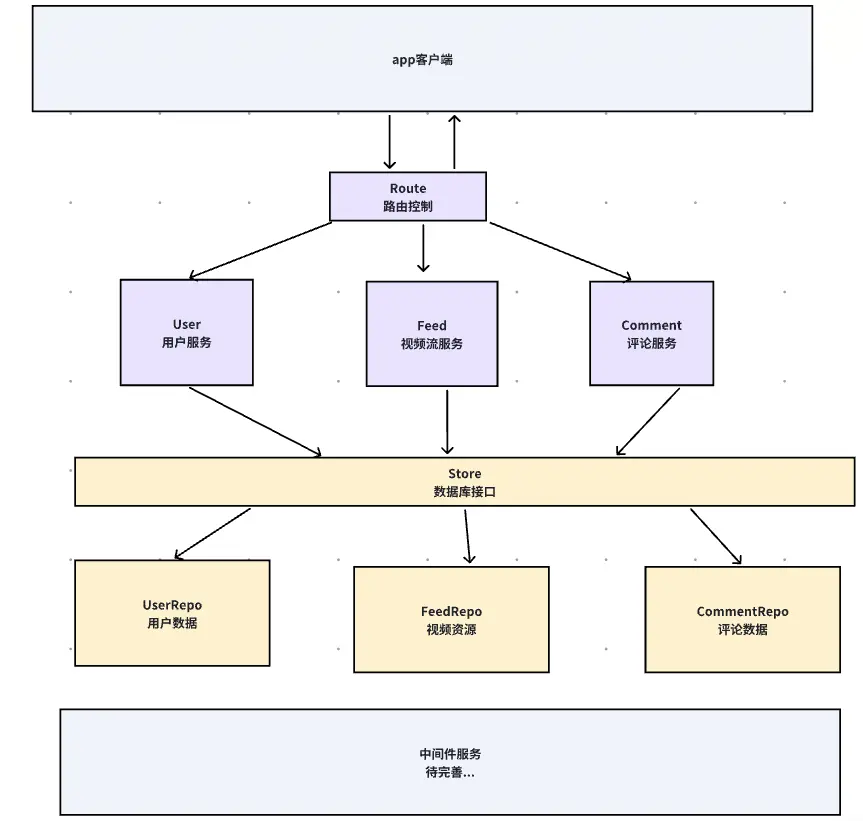 app客户端
Route
路由控制
User
用户服务
Feed
视频流服务
Comment
评论服务
Store
数据库接口
UserRepo
用户数据
FeedRepo
视频资源
CommentRepo
评论数据
中间件服务
待完善...